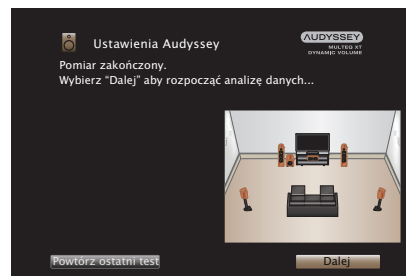 Ustawienia Audyssey
AUDYSSEY
MULTEQ XT
DYNAMIC VOLUME
Pomiar zakończony.
Wybierz “Dalej” aby rozpocząć analizę danych...
Powtórz ostatni test
Dalej